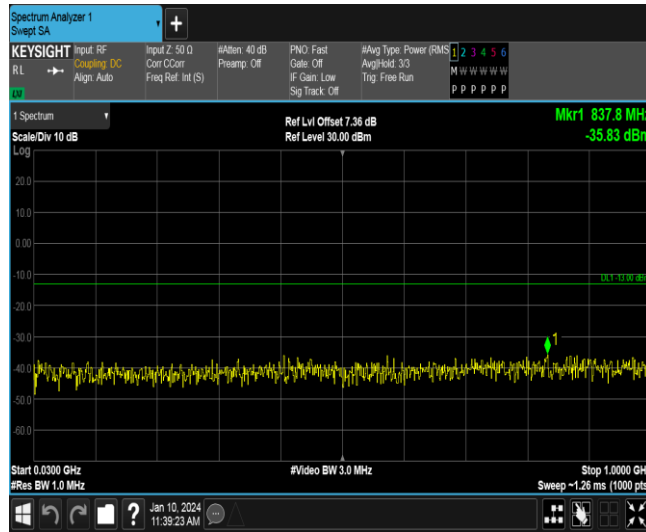 Spectrum Analyzer 1
Swept SA
KEYSIGHT
RL
LXI
Input: RF
Coupling: DC
Align: Auto
Input Z: 50 Ω
Corr CCorr
Freq Ref: Int (S)
#Atten: 40 dB
Preamp: Off
PNO: Fast
Gate: Off
IF Gain: Low
Sig Track: Off
#Avg Type: Power (RMS
Avg|Hold: 3/3
Trig: Free Run
1 2 3 4 5 6
M W W W W W
P P P P P P
1 Spectrum
Scale/Div 10 dB
Log
Ref Lvl Offset 7.36 dB
Ref Level 30.00 dBm
Mkr1 837.8 MHz
-35.83 dBm
20.0
10.0
0.00
-10.0
DL1 -13.00 dBm
-20.0
-30.0
1
-40.0
-50.0
-60.0
Start 0.0300 GHz
#Res BW 1.0 MHz
#Video BW 3.0 MHz
Stop 1.0000 GH
Sweep ~1.26 ms (1000 pts
?
Jan 10, 2024
11:39:23 AM